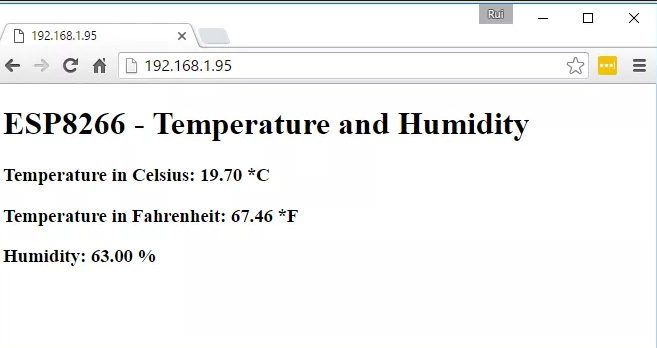 Rui
192.168.1.95
192.168.1.95
ESP8266 - Temperature and Humidity
Temperature in Celsius: 19.70 *C
Temperature in Fahrenheit: 67.46 *F
Humidity: 63.00 %